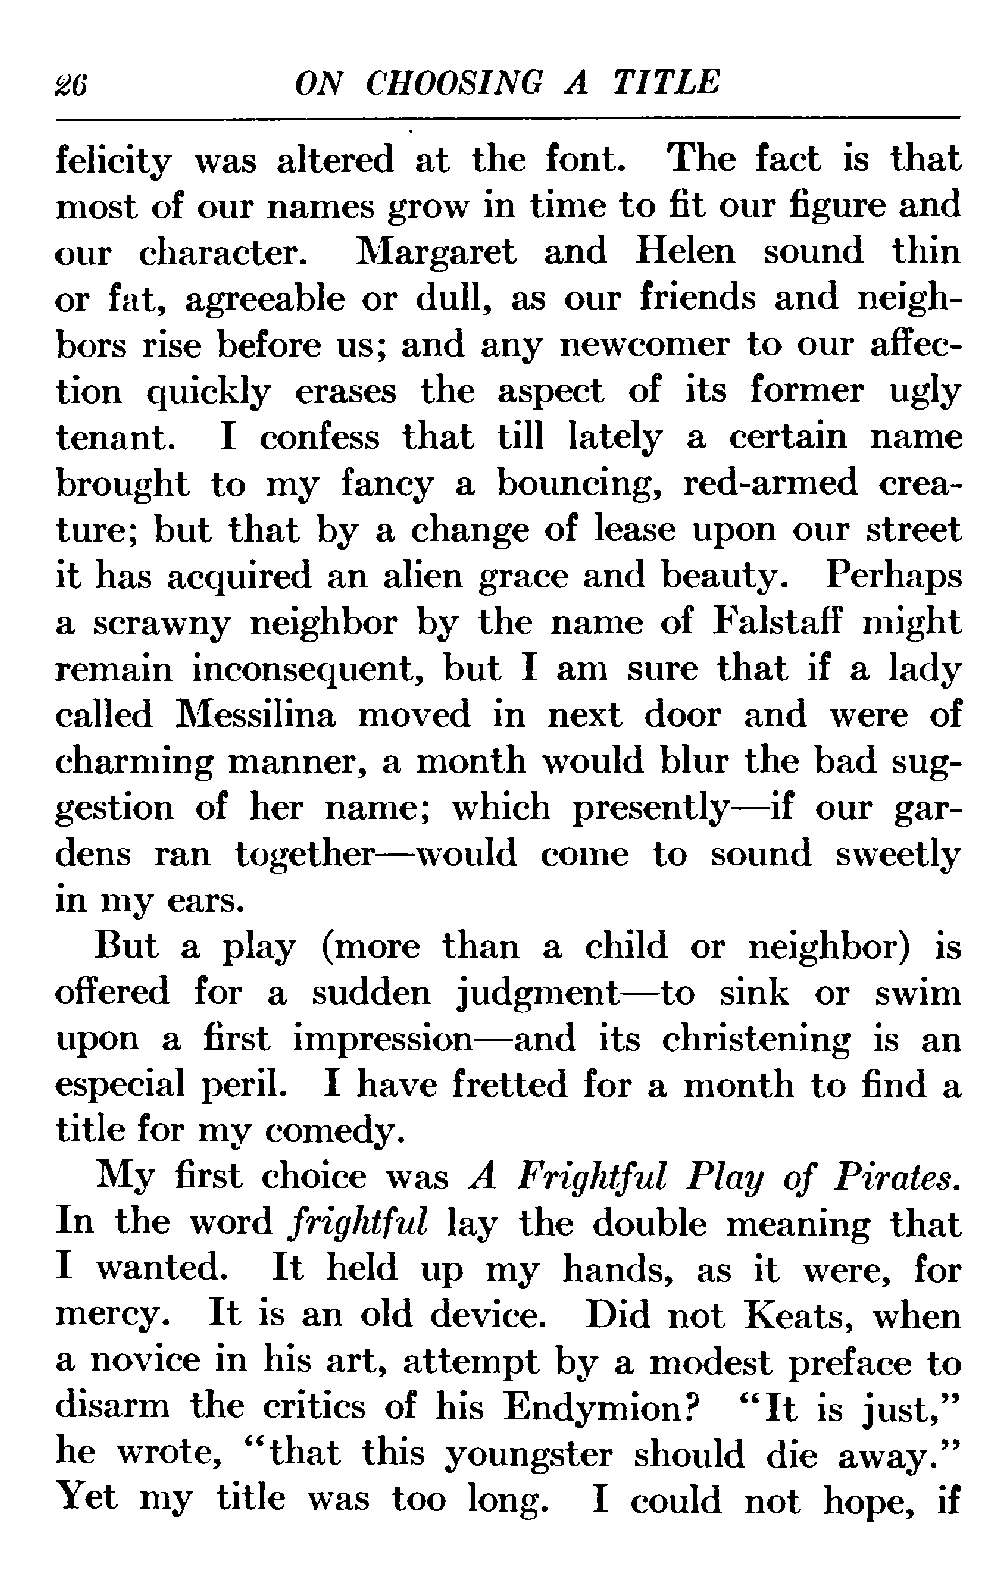 26 ON CHOOSING A TITLE
felicity was altered at the font. The fact is that
most of our names grow in time to fit our figure and
our character. Margaret and Helen sound thin
or fat, agreeable or dull, as our friends and neigh-
bors rise before us; and any newcomer to our affec-
tion quickly erases the aspect of its former ugly
tenant. I confess that till lately a certain name
brought to my fancy a bouncing, red-armed crea-
ture; but that by a change of lease upon our street
it has acquired an alien grace and beauty. Perhaps
a scrawny neighbor by the name of Falstaff might
remain inconsequent, but I am sure that if a lady
called Messilina moved in next door and were of
charming manner, a month would blur the bad sug-
gestion of her name; which presently—if our gar-
dens ran together—would come to sound sweetly
in my ears.
But a play (more than a child or neighbor) is
offered for a sudden judgment—to sink or swim
upon a first impression—and its christening is an
especial peril. I have fretted for a month to find a
title for my comedy.
My first choice was A Frightful Play of Pirates.
In the word frightful lay the double meaning that
I wanted. It held up my hands, as it were, for
mercy. It is an old device. Did not Keats, when
a novice in his art, attempt by a modest preface to
disarm the critics of his Endymion? "It is just,"
he wrote, "that this youngster should die away."
Yet my title was too long. I could not hope, if